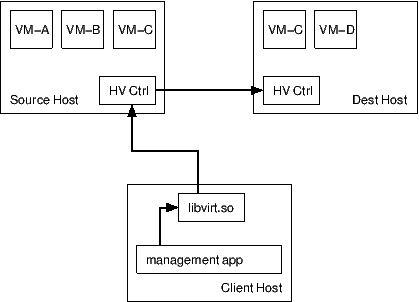 VM-A
VM-B
VM-C
HV Ctrl
Source Host
VM-C
VM-D
HV Ctrl
Dest Host
libvirt.so
management app
Client Host